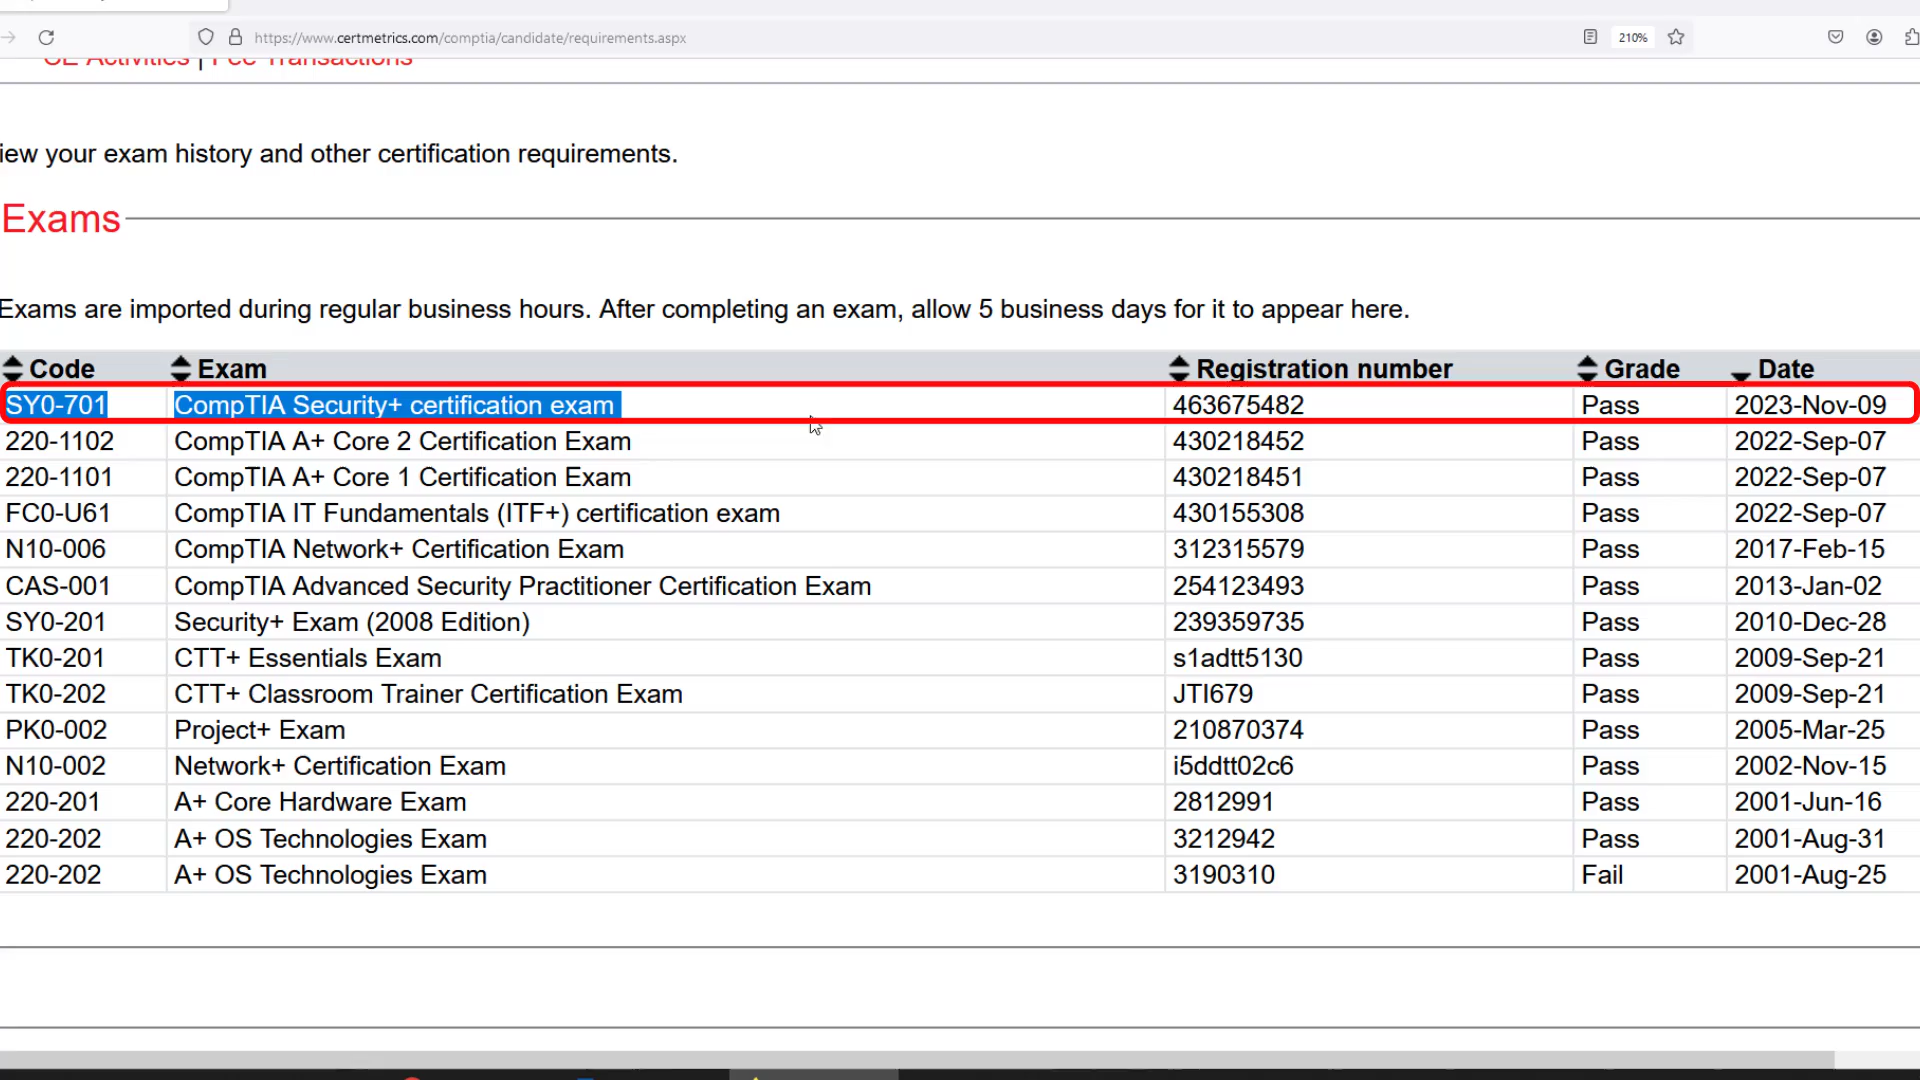 https://www.certmetrics.com/comptia/candidate/requirements.aspx 210%
CE Activities | Fee Transactions
iew your exam history and other certification requirements.
Exams
Exams are imported during regular business hours. After completing an exam, allow 5 business days for it to appear here.
Code Exam Registration number Grade Date
SY0-701 CompTIA Security+ certification exam 463675482 Pass 2023-Nov-09
220-1102 CompTIA A+ Core 2 Certification Exam 430218452 Pass 2022-Sep-07
220-1101 CompTIA A+ Core 1 Certification Exam 430218451 Pass 2022-Sep-07
FC0-U61 CompTIA IT Fundamentals (ITF+) certification exam 430155308 Pass 2022-Sep-07
N10-006 CompTIA Network+ Certification Exam 312315579 Pass 2017-Feb-15
CAS-001 CompTIA Advanced Security Practitioner Certification Exam 254123493 Pass 2013-Jan-02
SY0-201 Security+ Exam (2008 Edition) 239359735 Pass 2010-Dec-28
TK0-201 CTT+ Essentials Exam s1adtt5130 Pass 2009-Sep-21
TK0-202 CTT+ Classroom Trainer Certification Exam JTI679 Pass 2009-Sep-21
PK0-002 Project+ Exam 210870374 Pass 2005-Mar-25
N10-002 Network+ Certification Exam i5ddtt02c6 Pass 2002-Nov-15
220-201 A+ Core Hardware Exam 2812991 Pass 2001-Jun-16
220-202 A+ OS Technologies Exam 3212942 Pass 2001-Aug-31
220-202 A+ OS Technologies Exam 3190310 Fail 2001-Aug-25